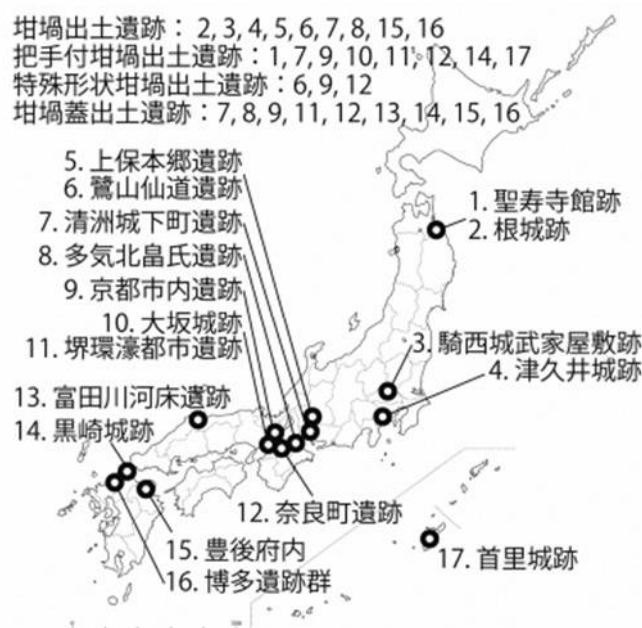 坩堝出土遺跡： 2, 3, 4, 5, 6, 7, 8, 15, 16
把手付坩堝出土遺跡：1, 7, 9, 10, 11, 12, 14, 17
特殊形状坩堝出土遺跡：6, 9, 12
坩堝蓋出土遺跡：7, 8, 9, 11, 12, 13, 14, 15, 16
5. 上保本郷遺跡
6. 鷺山仙道遺跡
7. 清洲城下町遺跡
8. 多気北畠氏遺跡
9. 京都市内遺跡
10. 大坂城跡
11. 堺環濠都市遺跡
1. 聖寿寺館跡
2. 根城跡
3. 騎西城武家屋敷跡
4. 津久井城跡
13. 富田川河床遺跡
14. 黒崎城跡
12. 奈良町遺跡
15. 豊後府内
16. 博多遺跡群
17. 首里城跡